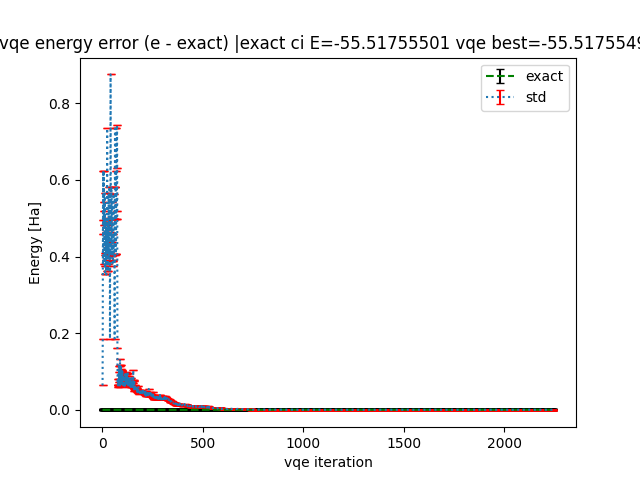 vqe energy error (e - exact) |exact ci E=-55.51755501 vqe best=-55.5175549
exact
std
0.8
0.6
0.4
0.2
0.0
Energy [Ha]
0 500 1000 1500 2000
vqe iteration